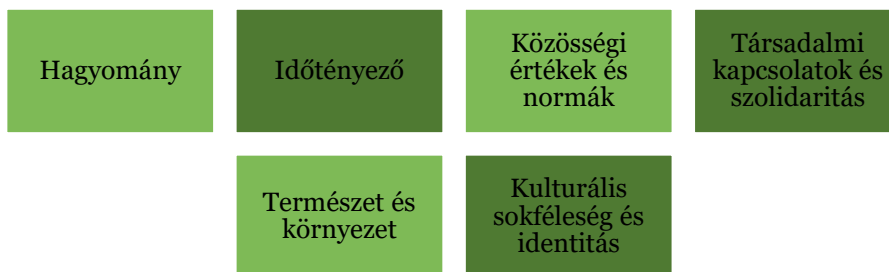 Hagyomány
Időtényező
Közösségi
értékek és
normák
Társadalmi
kapcsolatok és
szolidaritás
Természet és
környezet
Kulturális
sokféleség és
identitás